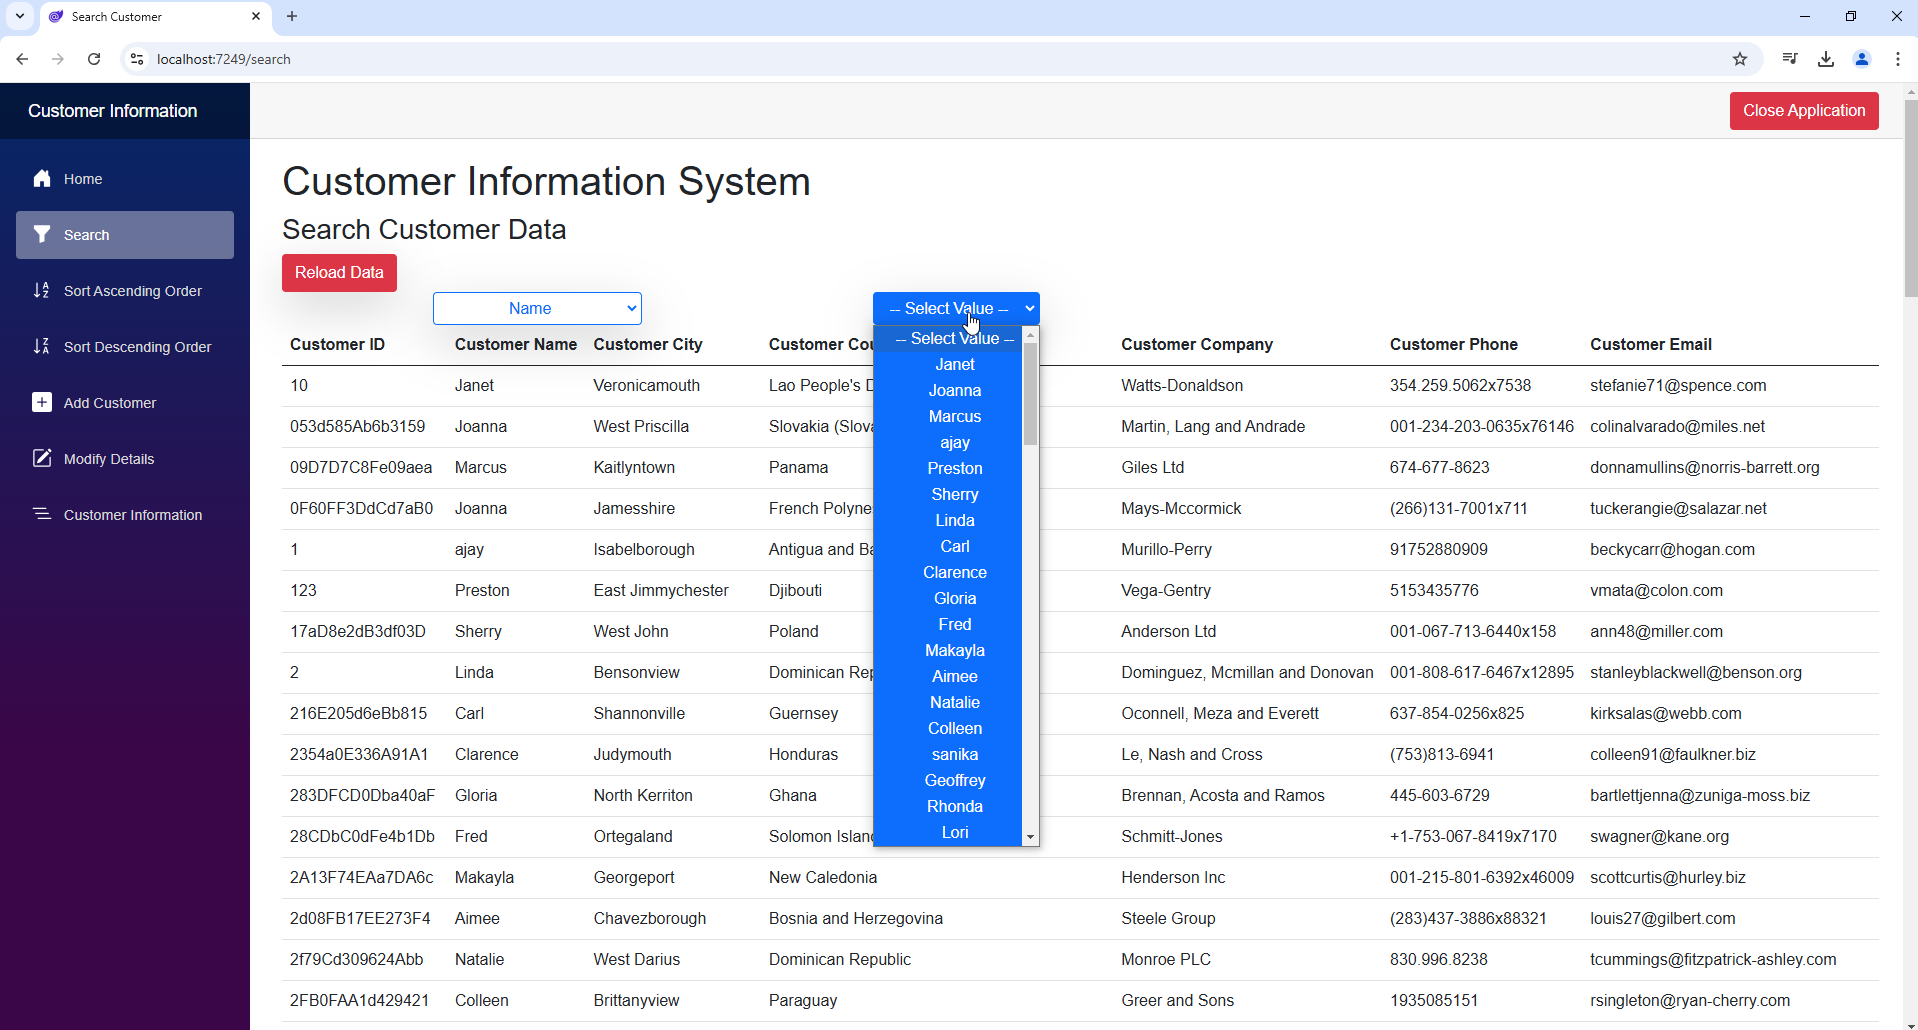 Search Customer
localhost:7249/search
Customer Information
Close Application
Home
Search
Sort Ascending Order
Sort Descending Order
Add Customer
Modify Details
Customer Information
Customer Information System
Search Customer Data
Reload Data
Name
-- Select Value --
-- Select Value --
Janet
Joanna
Marcus
ajay
Preston
Sherry
Linda
Carl
Clarence
Gloria
Fred
Makayla
Aimee
Natalie
Colleen
sanika
Geoffrey
Rhonda
Lori
Customer ID Customer Name Customer City Customer Cou Customer Company Customer Phone Customer Email
10 Janet Veronicamouth Lao People's D Watts-Donaldson 354.259.5062x7538 stefanie71@spence.com
053d585Ab6b3159 Joanna West Priscilla Slovakia (Slova Martin, Lang and Andrade 001-234-203-0635x76146 colinalvarado@miles.net
09D7D7C8Fe09aea Marcus Kaitlyntown Panama Giles Ltd 674-677-8623 donnamullins@norris-barrett.org
0F60FF3DdCd7aB0 Joanna Jamesshire French Polyne Mays-Mccormick (266)131-7001x711 tuckerangie@salazar.net
1 ajay Isabelborough Antigua and Ba Murillo-Perry 91752880909 beckycarr@hogan.com
123 Preston East Jimmychester Djibouti Vega-Gentry 5153435776 vmata@colon.com
17aD8e2dB3df03D Sherry West John Poland Anderson Ltd 001-067-713-6440x158 ann48@miller.com
2 Linda Bensonview Dominican Rep Dominguez, Mcmillan and Donovan 001-808-617-6467x12895 stanleyblackwell@benson.org
216E205d6eBb815 Carl Shannonville Guernsey Oconnell, Meza and Everett 637-854-0256x825 kirksalas@webb.com
2354a0E336A91A1 Clarence Judymouth Honduras Le, Nash and Cross (753)813-6941 colleen91@faulkner.biz
283DFCD0Dba40aF Gloria North Kerriton Ghana Brennan, Acosta and Ramos 445-603-6729 bartlettjenna@zuniga-moss.biz
28CDbC0dFe4b1Db Fred Ortegaland Solomon Islan Schmitt-Jones +1-753-067-8419x7170 swagner@kane.org
2A13F74EAa7DA6c Makayla Georgeport New Caledonia Henderson Inc 001-215-801-6392x46009 scottcurtis@hurley.biz
2d08FB17EE273F4 Aimee Chavezborough Bosnia and Herzegovina Steele Group (283)437-3886x88321 louis27@gilbert.com
2f79Cd309624Abb Natalie West Darius Dominican Republic Monroe PLC 830.996.8238 tcummings@fitzpatrick-ashley.com
2FB0FAA1d429421 Colleen Brittanyview Paraguay Greer and Sons 1935085151 rsingleton@ryan-cherry.com